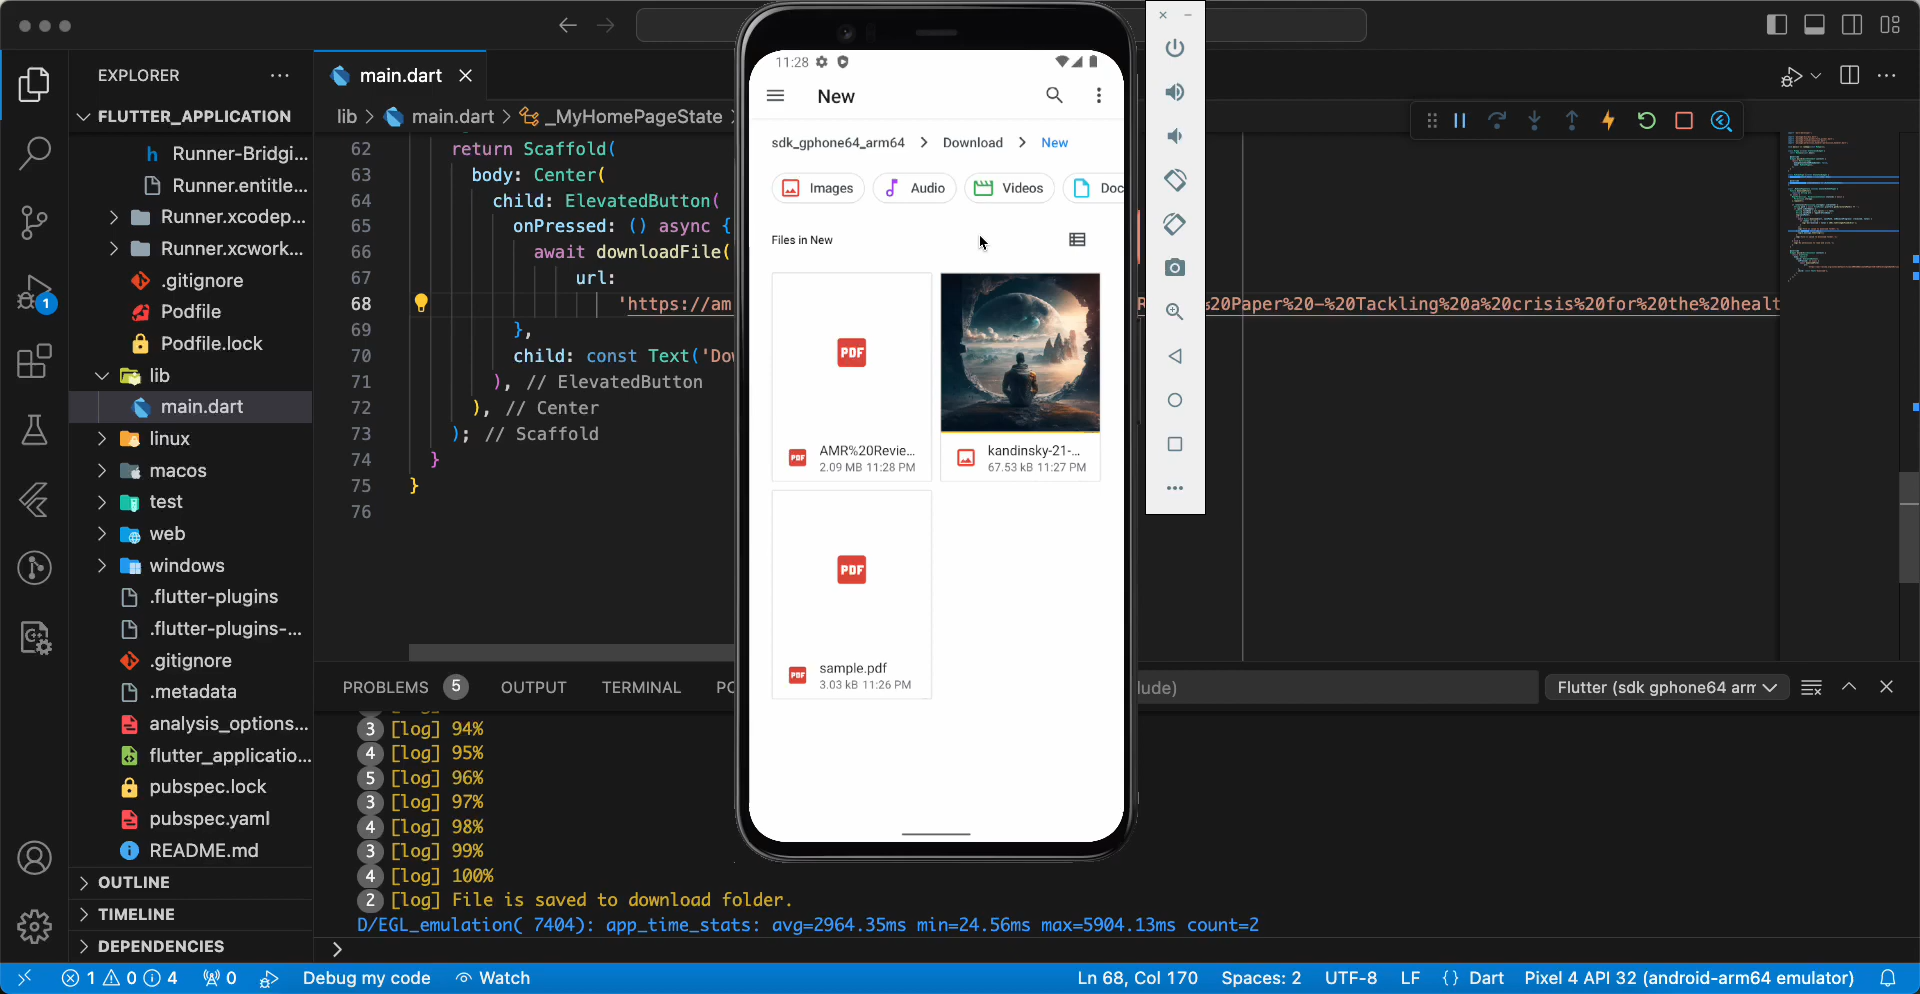 EXPLORER
FLUTTER_APPLICATION
h Runner-Bridgi...
Runner.entitle...
Runner.xcodep...
Runner.xcwork...
.gitignore
Podfile
Podfile.lock
lib
main.dart
linux
macos
test
web
windows
.flutter-plugins
.flutter-plugins-...
.gitignore
.metadata
analysis_options...
flutter_applicatio...
pubspec.lock
pubspec.yaml
README.md
OUTLINE
TIMELINE
DEPENDENCIES
1
main.dart
lib > main.dart > _MyHomePageState >
62 return Scaffold(
63 body: Center(
64 child: ElevatedButton(
65 onPressed: () async {
66 await downloadFile(
67 url:
68 'https://am
%20Paper%20-%20Tackling%20a%20crisis%20for%20the%20healt
69 },
70 child: const Text('Dow
71 ), // ElevatedButton
72 ), // Center
73 ); // Scaffold
74 }
75 }
76
11:28
New
sdk_gphone64_arm64 > Download > New
Images Audio Videos Doc
Files in New
PDF
AMR%20Revie...
2.09 MB 11:28 PM
kandinsky-21-...
67.53 kB 11:27 PM
PDF
sample.pdf
3.03 kB 11:26 PM
PROBLEMS 5 OUTPUT TERMINAL PO
lude)
Flutter (sdk gphone64 arm
3 [log] 94%
4 [log] 95%
5 [log] 96%
3 [log] 97%
4 [log] 98%
3 [log] 99%
4 [log] 100%
2 [log] File is saved to download folder.
D/EGL_emulation( 7404): app_time_stats: avg=2964.35ms min=24.56ms max=5904.13ms count=2
>
1 0 4 0 Debug my code Watch
Ln 68, Col 170 Spaces: 2 UTF-8 LF {} Dart Pixel 4 API 32 (android-arm64 emulator)